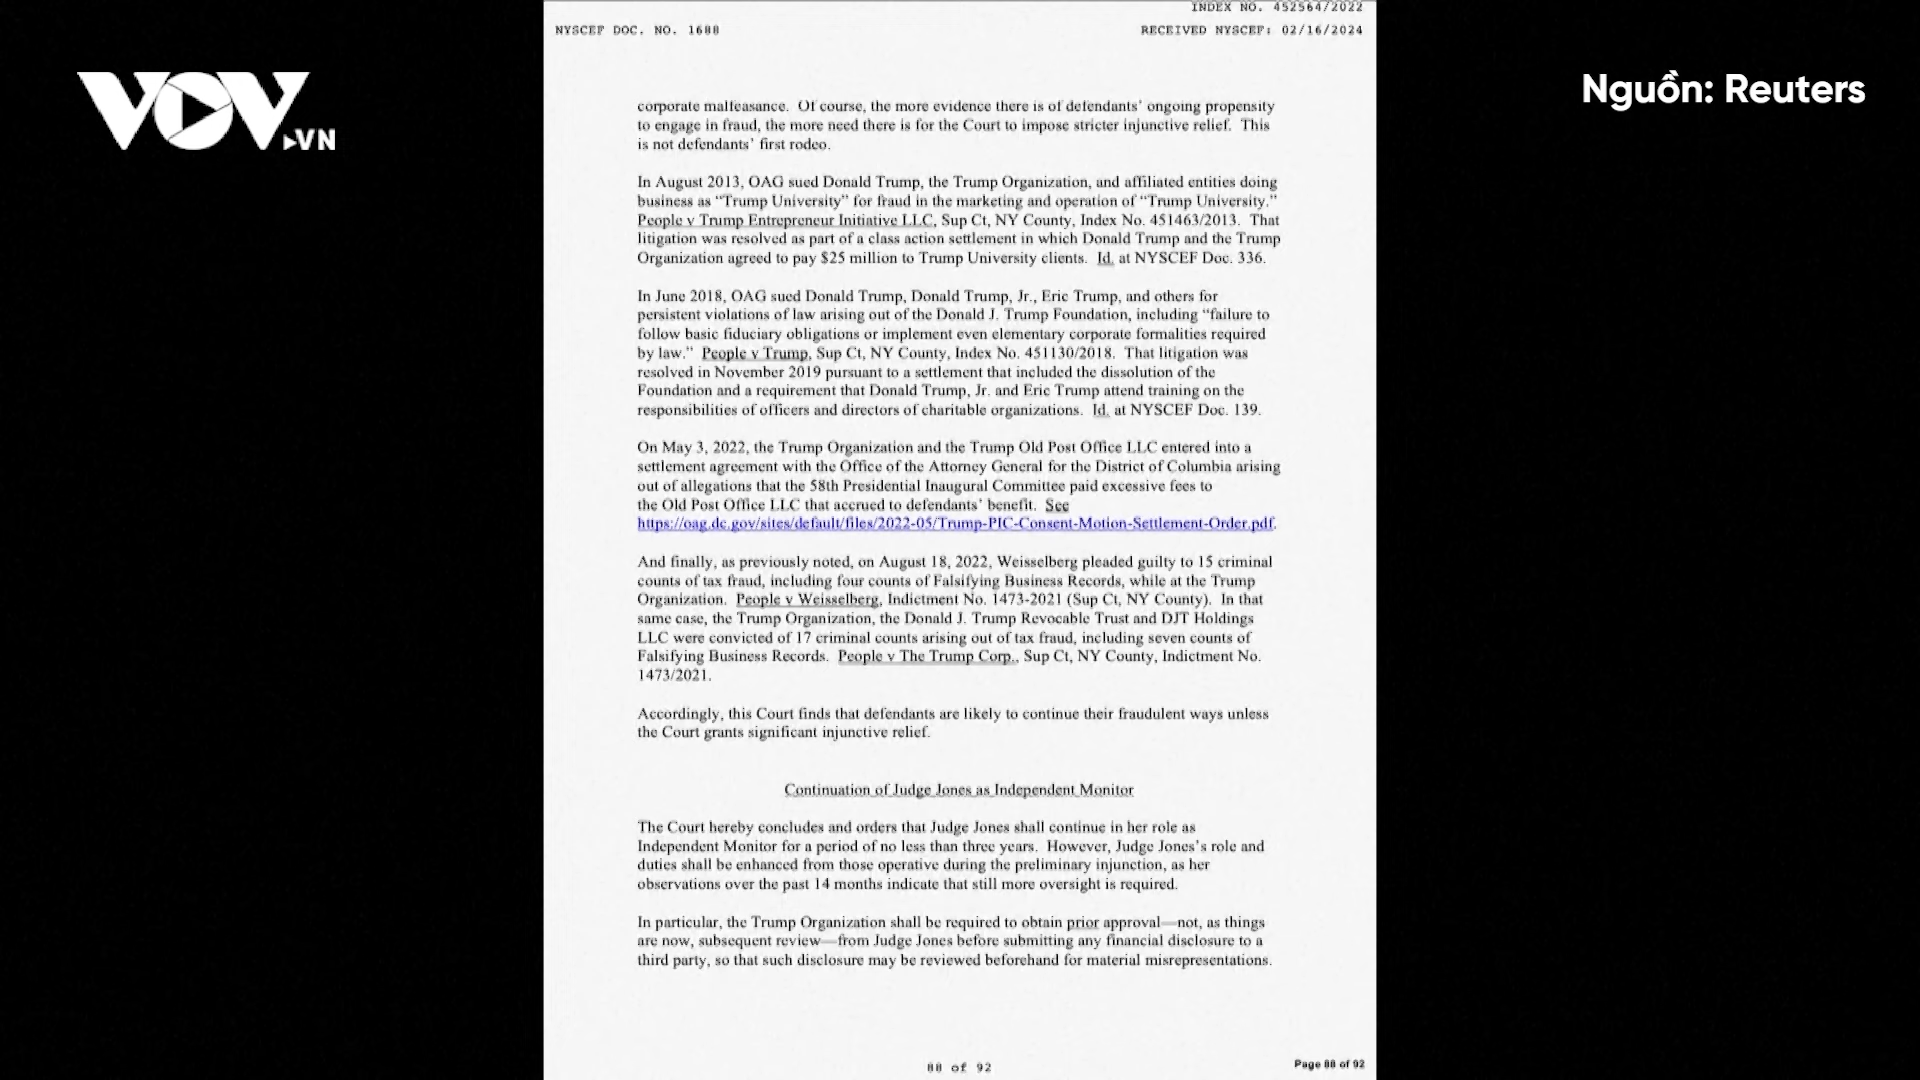 INDEX NO. 452564/2022
NYSCEF DOC. NO. 1688
RECEIVED NYSCEF: 02/16/2024
VOV.VN
Nguồn: Reuters
corporate malfeasance. Of course, the more evidence there is of defendants' ongoing propensity
to engage in fraud, the more need there is for the Court to impose stricter injunctive relief. This
is not defendants' first rodeo.
In August 2013, OAG sued Donald Trump, the Trump Organization, and affiliated entities doing
business as “Trump University” for fraud in the marketing and operation of “Trump University.”
People v Trump Entrepreneur Initiative LLC, Sup Ct, NY County, Index No. 451463/2013. That
litigation was resolved as part of a class action settlement in which Donald Trump and the Trump
Organization agreed to pay $25 million to Trump University clients. Id. at NYSCEF Doc. 336.
In June 2018, OAG sued Donald Trump, Donald Trump, Jr., Eric Trump, and others for
persistent violations of law arising out of the Donald J. Trump Foundation, including “failure to
follow basic fiduciary obligations or implement even elementary corporate formalities required
by law.” People v Trump, Sup Ct, NY County, Index No. 451130/2018. That litigation was
resolved in November 2019 pursuant to a settlement that included the dissolution of the
Foundation and a requirement that Donald Trump, Jr. and Eric Trump attend training on the
responsibilities of officers and directors of charitable organizations. Id. at NYSCEF Doc. 139.
On May 3, 2022, the Trump Organization and the Trump Old Post Office LLC entered into a
settlement agreement with the Office of the Attorney General for the District of Columbia arising
out of allegations that the 58th Presidential Inaugural Committee paid excessive fees to
the Old Post Office LLC that accrued to defendants' benefit. See
https://oag.dc.gov/sites/default/files/2022-05/Trump-PIC-Consent-Motion-Settlement-Order.pdf.
And finally, as previously noted, on August 18, 2022, Weisselberg pleaded guilty to 15 criminal
counts of tax fraud, including four counts of Falsifying Business Records, while at the Trump
Organization. People v Weisselberg, Indictment No. 1473-2021 (Sup Ct, NY County). In that
same case, the Trump Organization, the Donald J. Trump Revocable Trust and DJT Holdings
LLC were convicted of 17 criminal counts arising out of tax fraud, including seven counts of
Falsifying Business Records. People v The Trump Corp., Sup Ct, NY County, Indictment No.
1473/2021.
Accordingly, this Court finds that defendants are likely to continue their fraudulent ways unless
the Court grants significant injunctive relief.
Continuation of Judge Jones as Independent Monitor
The Court hereby concludes and orders that Judge Jones shall continue in her role as
Independent Monitor for a period of no less than three years. However, Judge Jones's role and
duties shall be enhanced from those operative during the preliminary injunction, as her
observations over the past 14 months indicate that still more oversight is required.
In particular, the Trump Organization shall be required to obtain prior approval—not, as things
are now, subsequent review—from Judge Jones before submitting any financial disclosure to a
third party, so that such disclosure may be reviewed beforehand for material misrepresentations.
88 of 92
Page 88 of 92